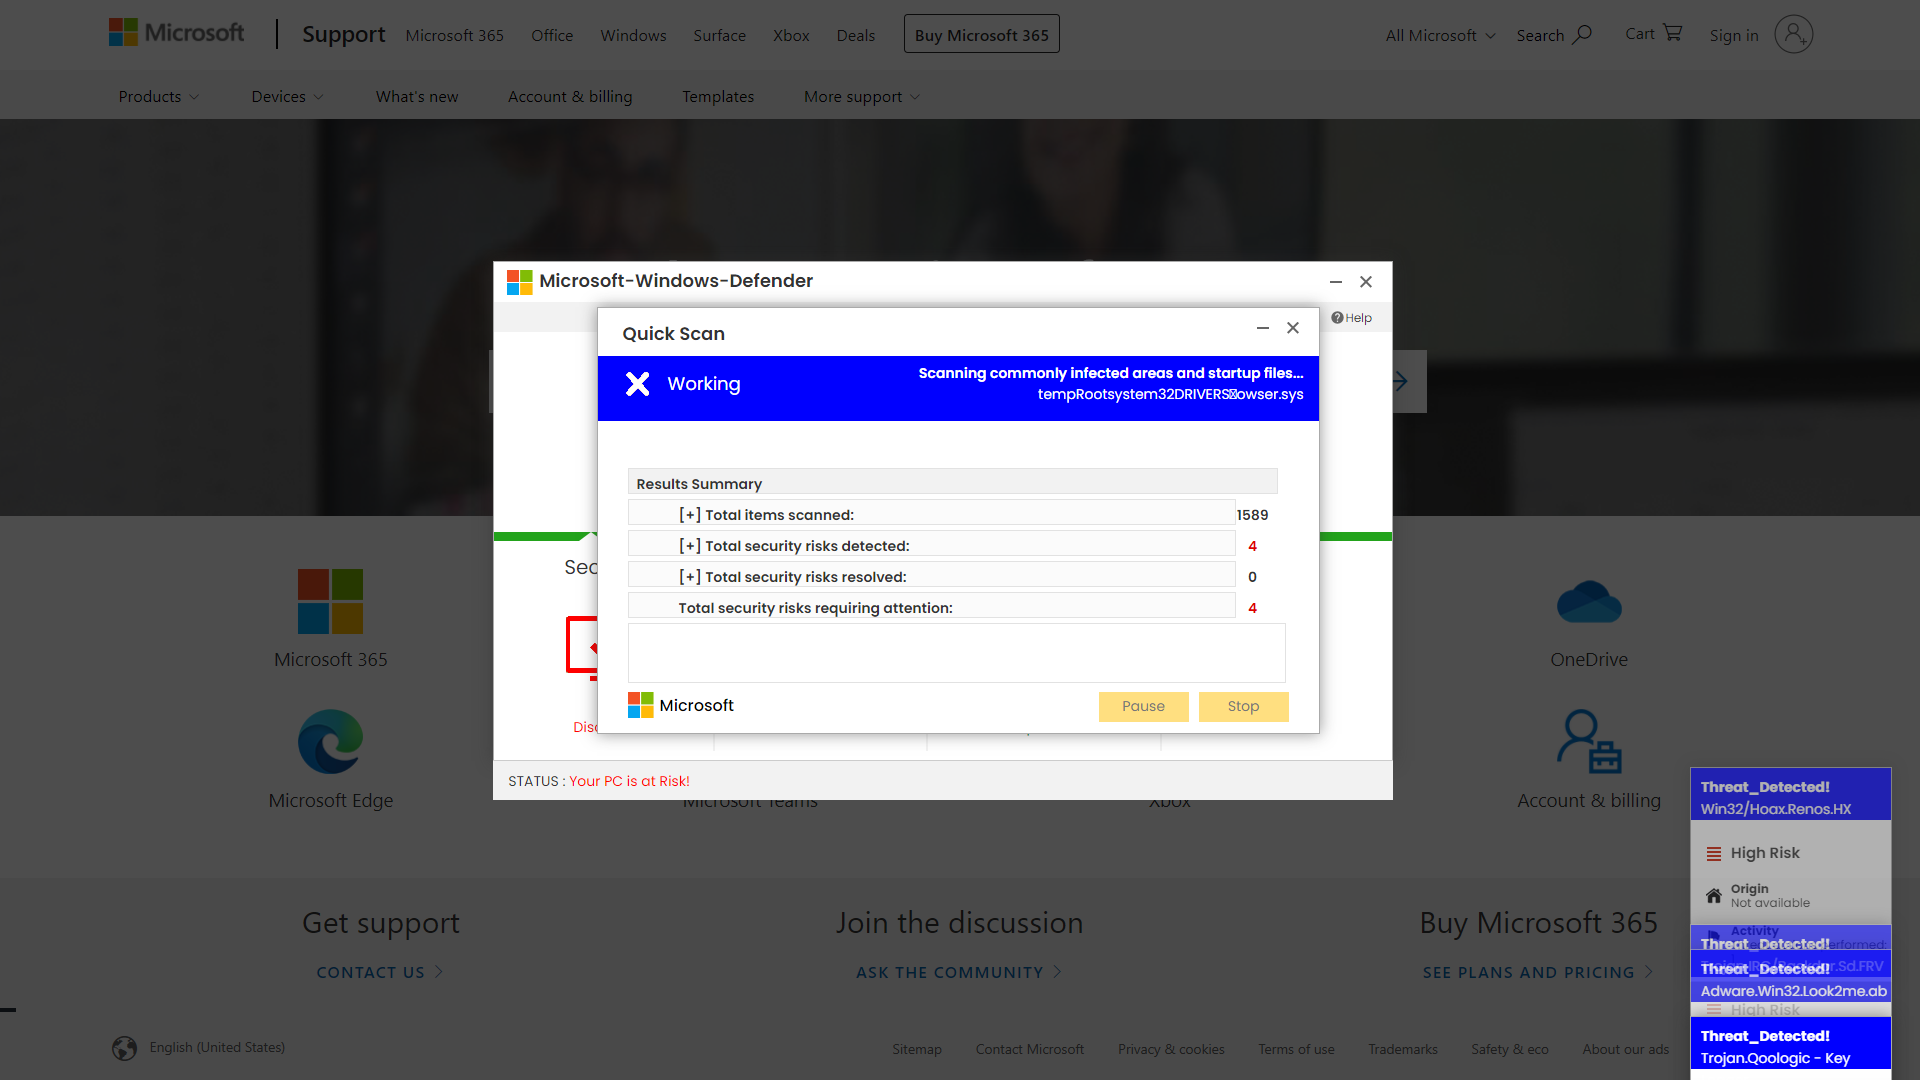 Microsoft
Support
Microsoft 365
Office
Windows
Surface
Xbox
Deals
Buy Microsoft 365
All Microsoft
Search
Cart
Sign in
Products
Devices
What's new
Account & billing
Templates
More support
Microsoft-Windows-Defender
Help
Quick Scan
Working
Scanning commonly infected areas and startup files...
Results Summary
[+] Total items scanned:
1589
[+] Total security risks detected:
4
[+] Total security risks resolved:
0
Total security risks requiring attention:
4
Microsoft
Pause
Stop
STATUS : Your PC is at Risk!
Microsoft 365
OneDrive
Microsoft Edge
Microsoft Teams
Xbox
Account & billing
Threat_Detected!
Win32/Hoax.Renos.HX
High Risk
Origin
Not available
Activity
Threat_Detected!
Threat_Detected!
Adware.Win32.Look2me.ab
High Risk
Threat_Detected!
Trojan.Qoologic - Key
Get support
Join the discussion
Buy Microsoft 365
CONTACT US
ASK THE COMMUNITY
SEE PLANS AND PRICING
English (United States)
Sitemap
Contact Microsoft
Privacy & cookies
Terms of use
Trademarks
Safety & eco
About our ads